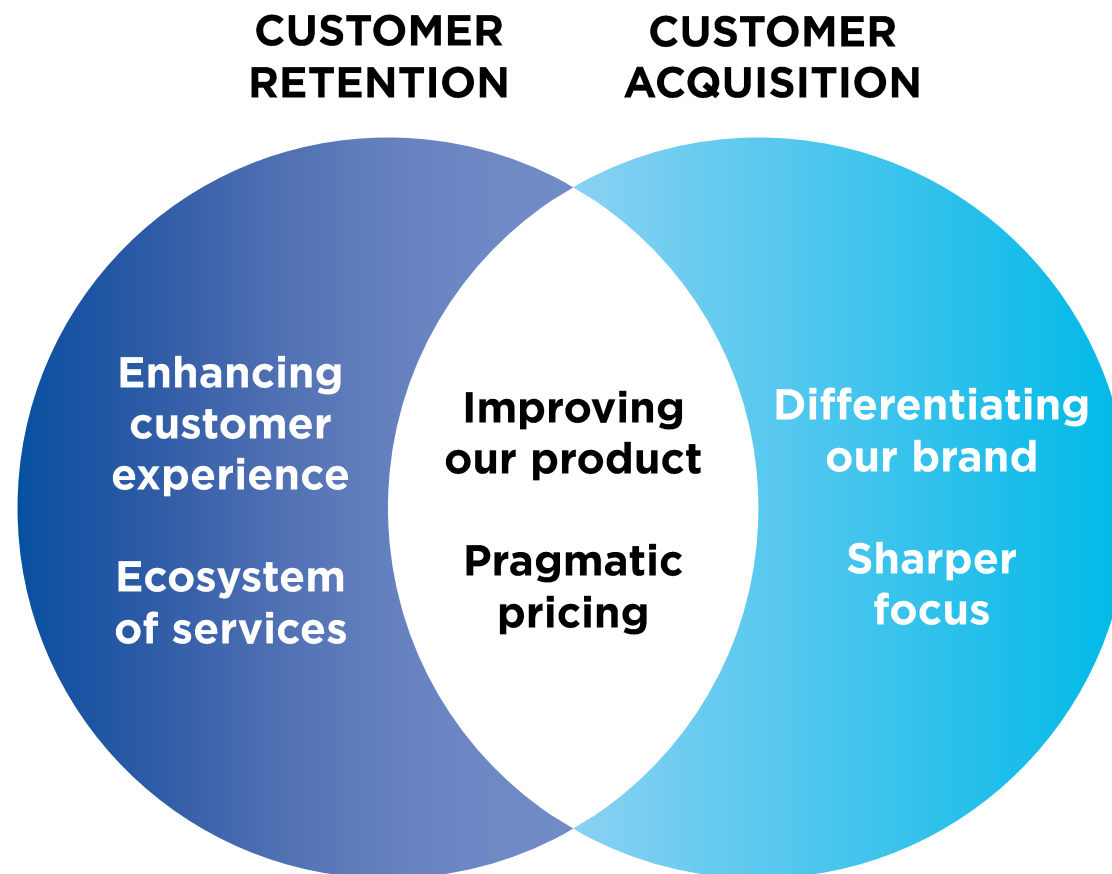 CUSTOMER
RETENTION
CUSTOMER
ACQUISITION
Enhancing
customer
experience
Ecosystem
of services
Improving
our product
Pragmatic
pricing
Differentiating
our brand
Sharper
focus